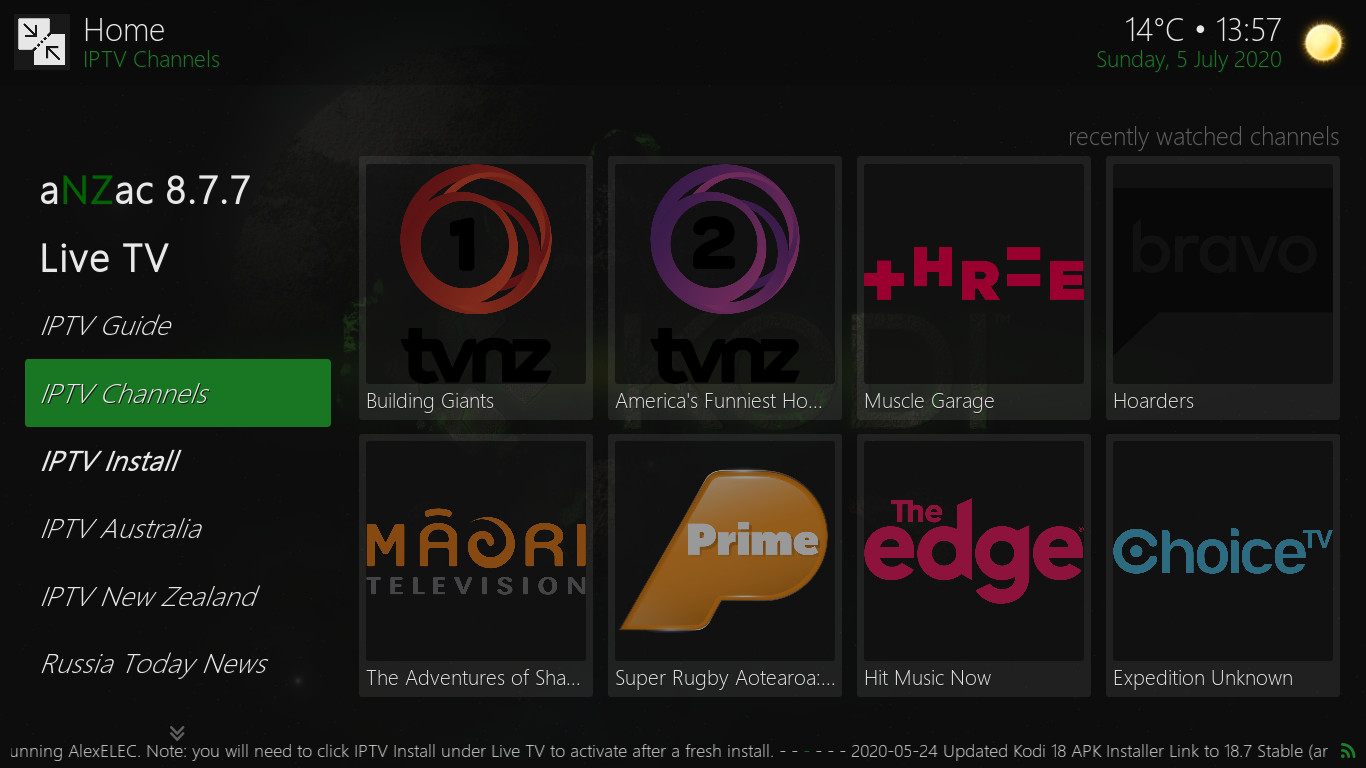 Home
IPTV Channels
14°C • 13:57
Sunday, 5 July 2020
recently watched channels
aNZac 8.7.7
Live TV
IPTV Guide
IPTV Channels
IPTV Install
IPTV Australia
IPTV New Zealand
Russia Today News
1
tvnz
Building Giants
2
tvnz
America's Funniest Ho...
+HR=E
Muscle Garage
bravo
Hoarders
KODI
MĀORI
TELEVISION
The Adventures of Sha...
Prime
Super Rugby Aotearoa:...
The
edge
Hit Music Now
Choice TV
Expedition Unknown
unning AlexELEC. Note: you will need to click IPTV Install under Live TV to activate after a fresh install. - - - - - - 2020-05-24 Updated Kodi 18 APK Installer Link to 18.7 Stable (ar